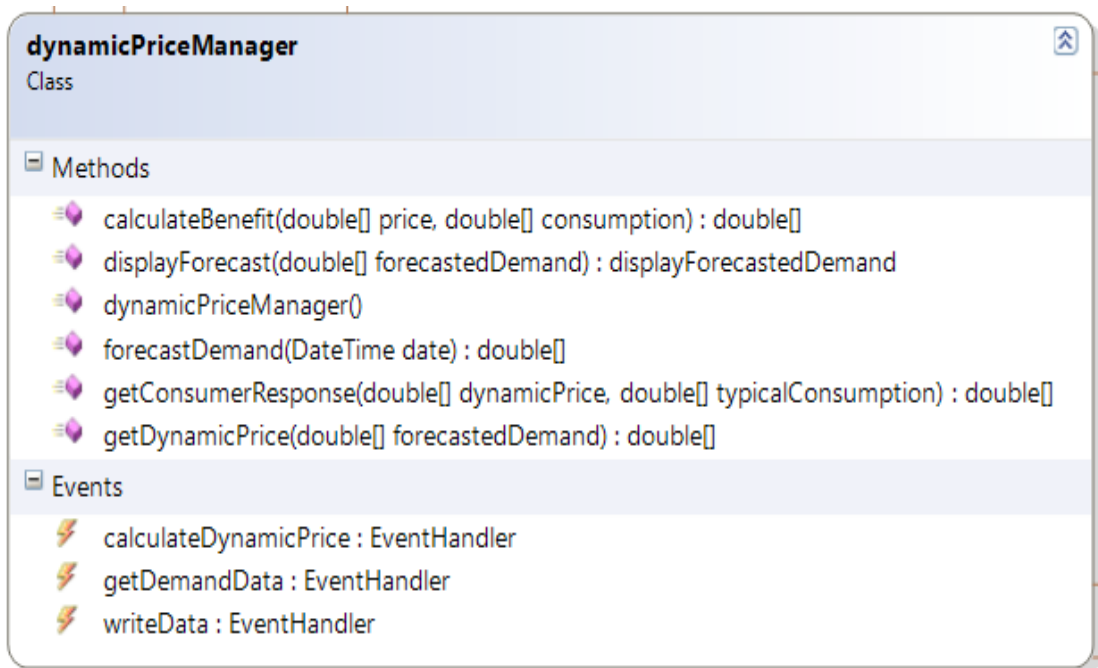 dynamicPriceManager
Class
Methods
calculateBenefit(double[] price, double[] consumption) : double[]
displayForecast(double[] forecastedDemand) : displayForecastedDemand
dynamicPriceManager()
forecastDemand(DateTime date) : double[]
getConsumerResponse(double[] dynamicPrice, double[] typicalConsumption) : double[]
getDynamicPrice(double[] forecastedDemand) : double[]
Events
calculateDynamicPrice : EventHandler
getDemandData : EventHandler
writeData : EventHandler